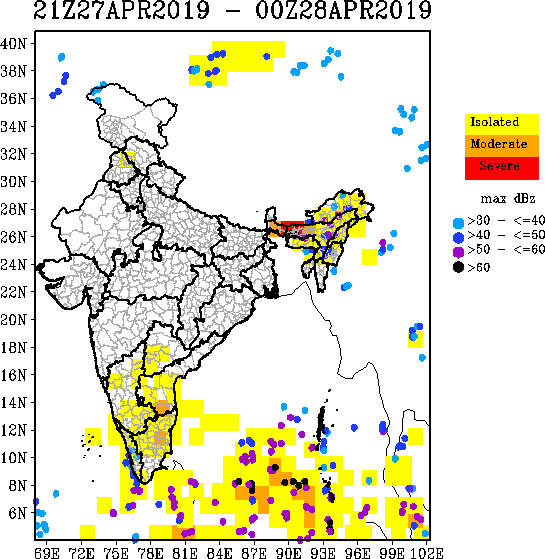 21Z27APR2019 - 00Z28APR2019
40N
38N
36N
34N
32N
30N
28N
26N
24N
22N
20N
18N
16N
14N
12N
10N
8N
6N
69E 72E 75E 78E 81E 84E 87E 90E 93E 96E 99E 102E
Isolated
Moderate
Severe
max dBz
>30 - <=40
>40 - <=50
>50 - <=60
>60